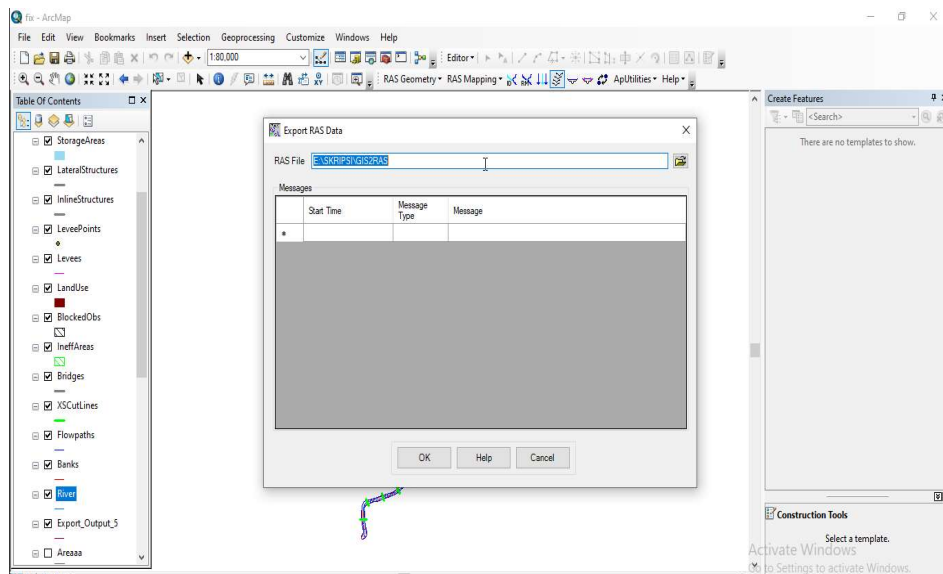 fix - ArcMap
File Edit View Bookmarks Insert Selection Geoprocessing Customize Windows Help
1:80,000
Editor
RAS Geometry RAS Mapping ApUtilities Help
Table Of Contents
StorageAreas
LateralStructures
InlineStructures
LeveePoints
Levees
LandUse
BlockedObs
IneffAreas
Bridges
XSCutLines
Flowpaths
Banks
River
Export_Output_5
Areaaa
Export RAS Data
RAS File E:\SKRIPSI\GIS2RAS
Messages
Start Time Message Type Message
OK Help Cancel
Create Features
<Search>
There are no templates to show.
Construction Tools
Select a template.
Activate Windows
Go to Settings to activate Windows.